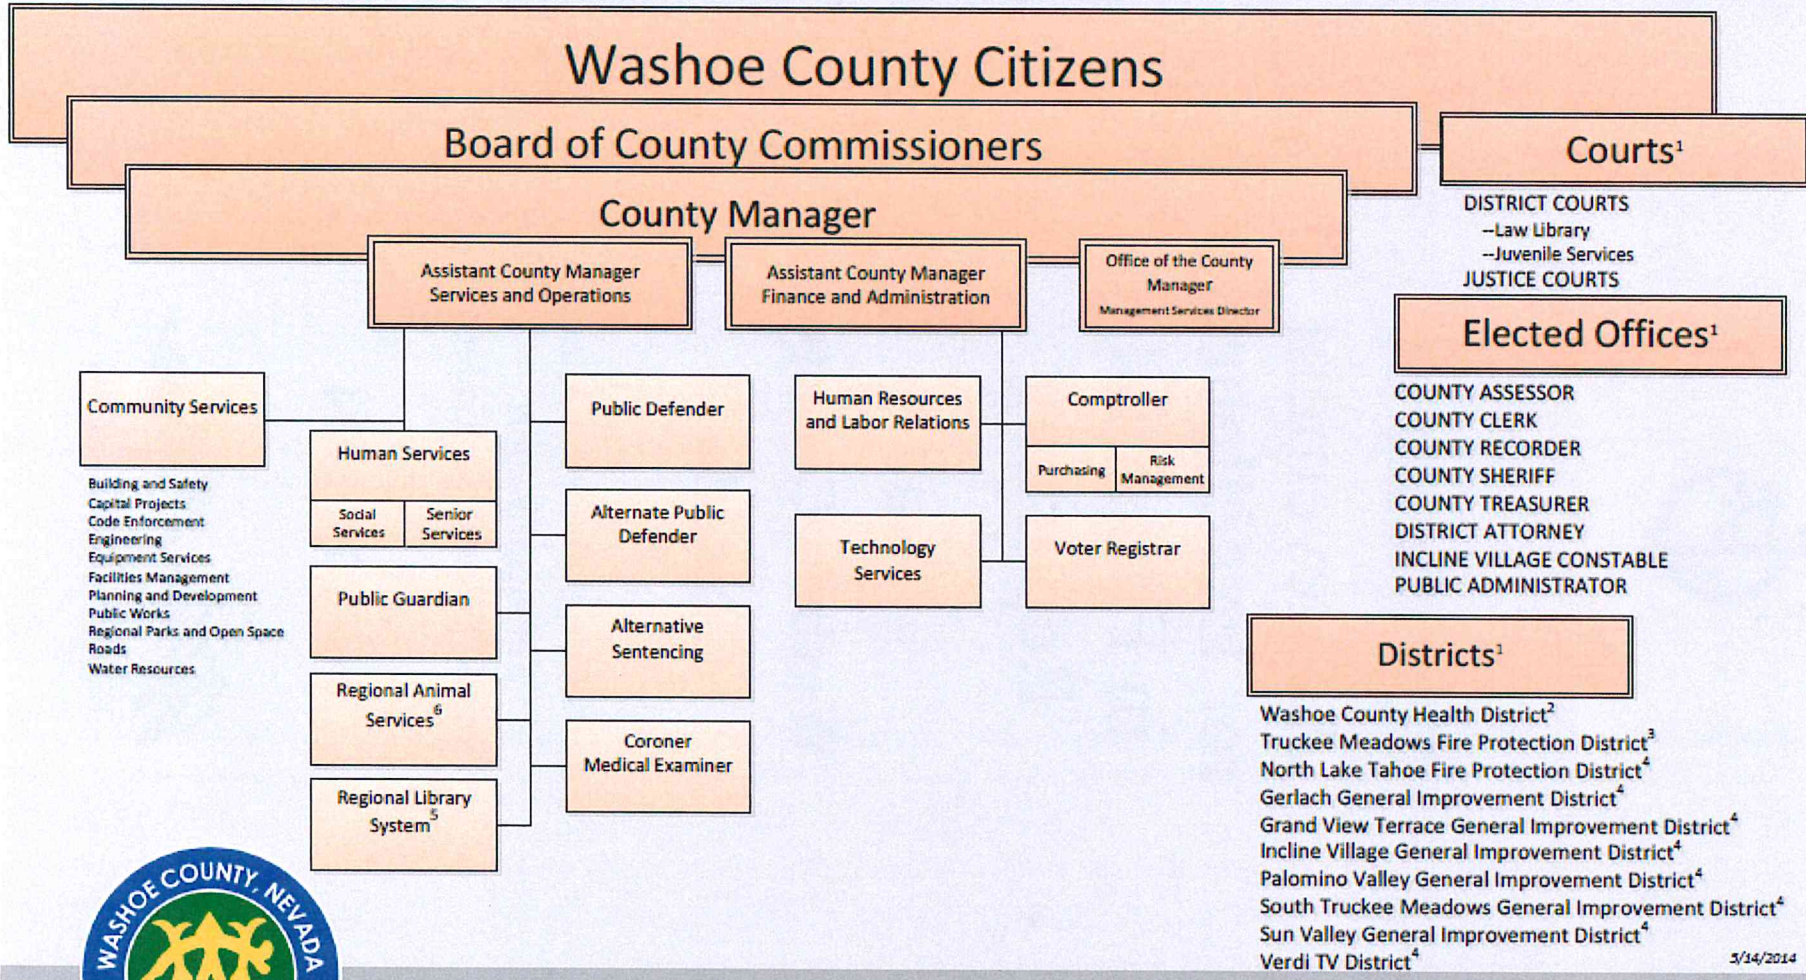 Washoe County Citizens
Board of County Commissioners
County Manager
Assistant County Manager
Services and Operations
Assistant County Manager
Finance and Administration
Office of the County
Manager
Management Services Director
Community Services
Building and Safety
Capital Projects
Code Enforcement
Engineering
Equipment Services
Facilities Management
Planning and Development
Public Works
Regional Parks and Open Space
Roads
Water Resources
Human Services
Social
Services
Senior
Services
Public Guardian
Regional Animal
Services⁶
Regional Library
System⁵
Public Defender
Alternate Public
Defender
Alternative
Sentencing
Coroner
Medical Examiner
Human Resources
and Labor Relations
Technology
Services
Comptroller
Purchasing
Risk
Management
Voter Registrar
Courts¹
DISTRICT COURTS
--Law Library
--Juvenile Services
JUSTICE COURTS
Elected Offices¹
COUNTY ASSESSOR
COUNTY CLERK
COUNTY RECORDER
COUNTY SHERIFF
COUNTY TREASURER
DISTRICT ATTORNEY
INCLINE VILLAGE CONSTABLE
PUBLIC ADMINISTRATOR
Districts¹
Washoe County Health District²
Truckee Meadows Fire Protection District³
North Lake Tahoe Fire Protection District⁴
Gerlach General Improvement District⁴
Grand View Terrace General Improvement District⁴
Incline Village General Improvement District⁴
Palomino Valley General Improvement District⁴
South Truckee Meadows General Improvement District⁴
Sun Valley General Improvement District⁴
Verdi TV District⁴
5/14/2014
WASHOE COUNTY, NEVADA